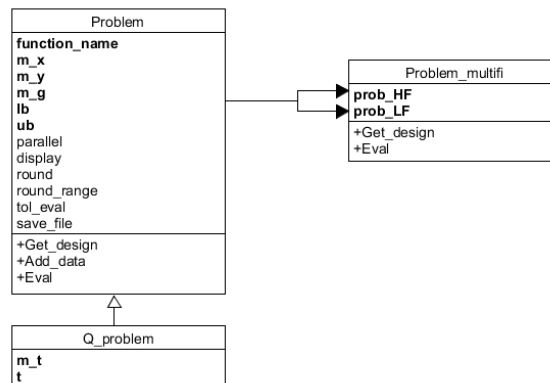 Problem
function_name
m_x
m_y
m_g
lb
ub
parallel
display
round
round_range
tol_eval
save_file
+Get_design
+Add_data
+Eval
Problem_multifi
prob_HF
prob_LF
+Get_design
+Eval
Q_problem
m_t
t